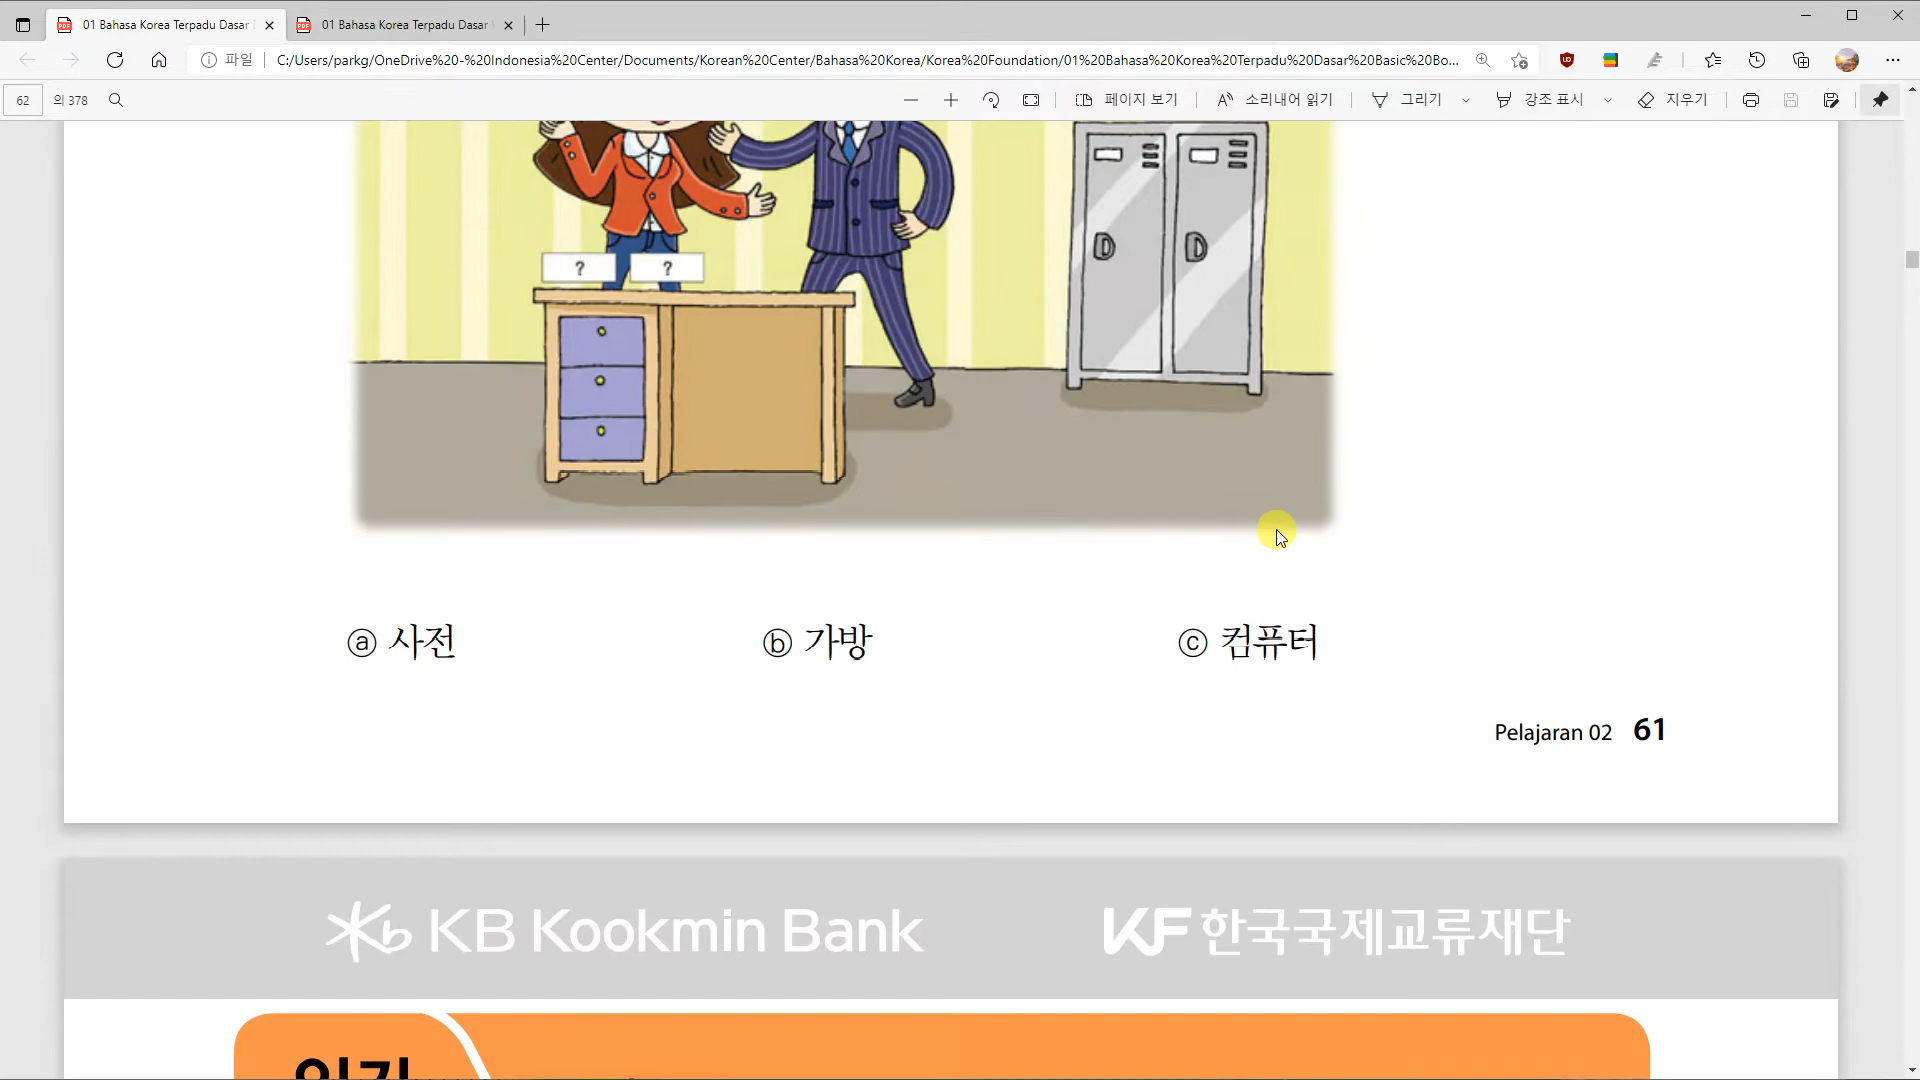 01 Bahasa Korea Terpadu Dasar
01 Bahasa Korea Terpadu Dasar
파일
C:/Users/parkg/OneDrive%20-%20Indonesia%20Center/Documents/Korean%20Center/Bahasa%20Korea/Korea%20Foundation/01%20Bahasa%20Korea%20Terpadu%20Dasar%20Basic%20Bo...
62 의 378
페이지 보기
소리내어 읽기
그리기
강조 표시
지우기
? ?
ⓐ 사전 ⓑ 가방 ⓒ 컴퓨터
Pelajaran 02 61
KB Kookmin Bank
KF 한국국제교류재단